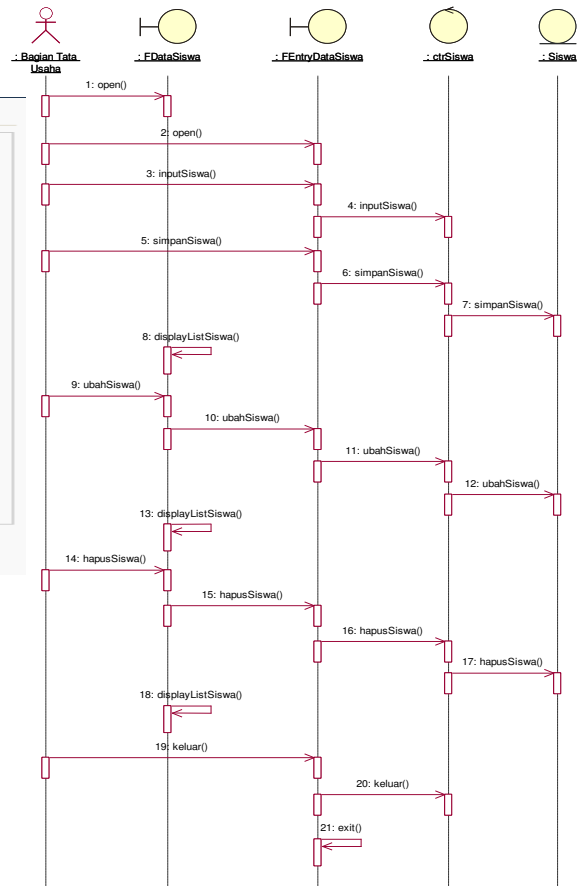 : Bagian Tata
Usaha
: FDataSiswa
: FEntryDataSiswa
: ctrSiswa
: Siswa
1: open()
2: open()
3: inputSiswa()
4: inputSiswa()
5: simpanSiswa()
6: simpanSiswa()
7: simpanSiswa()
8: displayListSiswa()
9: ubahSiswa()
10: ubahSiswa()
11: ubahSiswa()
12: ubahSiswa()
13: displayListSiswa()
14: hapusSiswa()
15: hapusSiswa()
16: hapusSiswa()
17: hapusSiswa()
18: displayListSiswa()
19: keluar()
20: keluar()
21: exit()